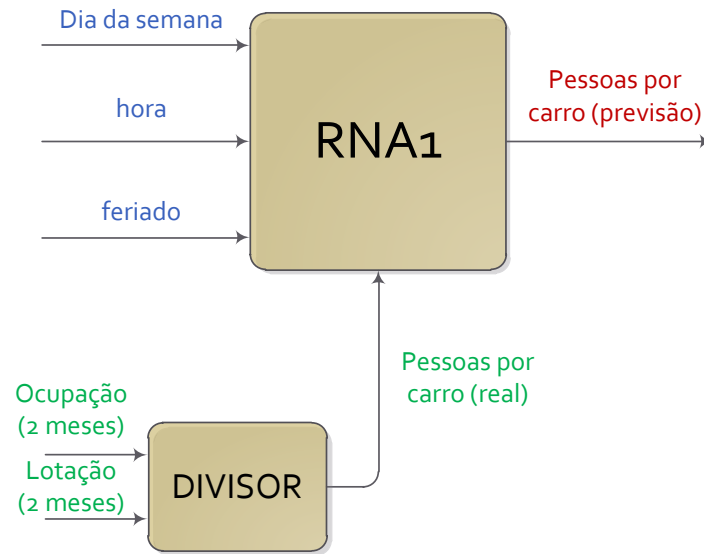 Dia da semana
hora
feriado
RNA1
Pessoas por
carro (previsão)
Pessoas por
carro (real)
Ocupação
(2 meses)
Lotação
(2 meses)
DIVISOR